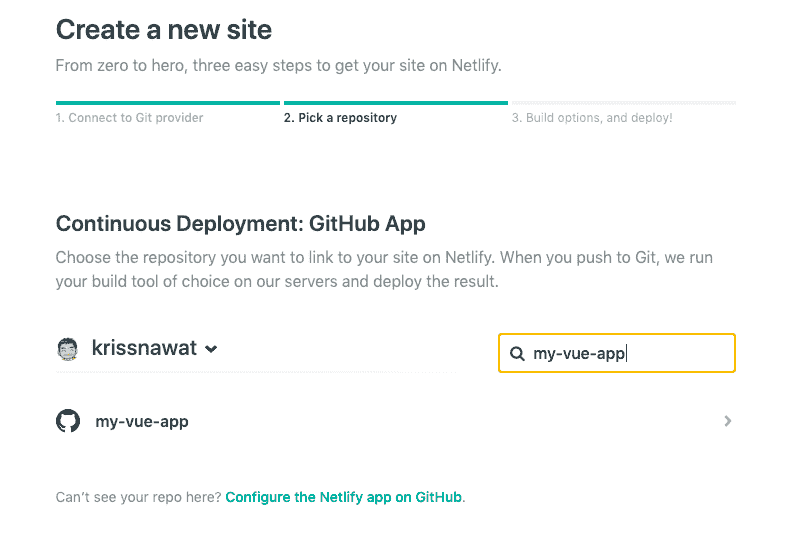 Create a new site
From zero to hero, three easy steps to get your site on Netlify.
1. Connect to Git provider
2. Pick a repository
3. Build options, and deploy!
Continuous Deployment: GitHub App
Choose the repository you want to link to your site on Netlify. When you push to Git, we run
your build tool of choice on our servers and deploy the result.
krissnawat
my-vue-app
my-vue-app
Can't see your repo here? Configure the Netlify app on GitHub.